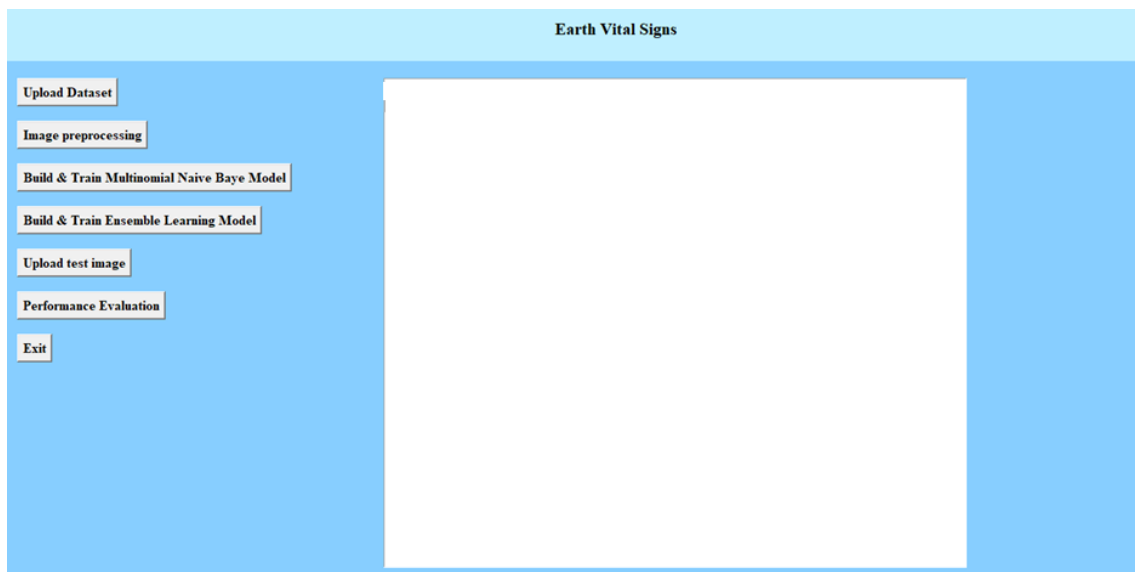 Earth Vital Signs
Upload Dataset
Image preprocessing
Build & Train Multinomial Naive Baye Model
Build & Train Ensemble Learning Model
Upload test image
Performance Evaluation
Exit